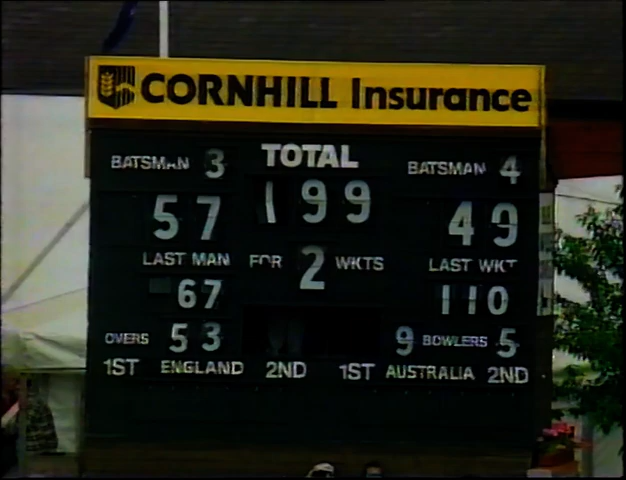 CORNHILL Insurance
BATSMAN 3 TOTAL BATSMAN 4
57 199 49
LAST MAN FOR 2 WKTS LAST WKT
67 110
OVERS 53 9 BOWLERS 5
1ST ENGLAND 2ND 1ST AUSTRALIA 2ND